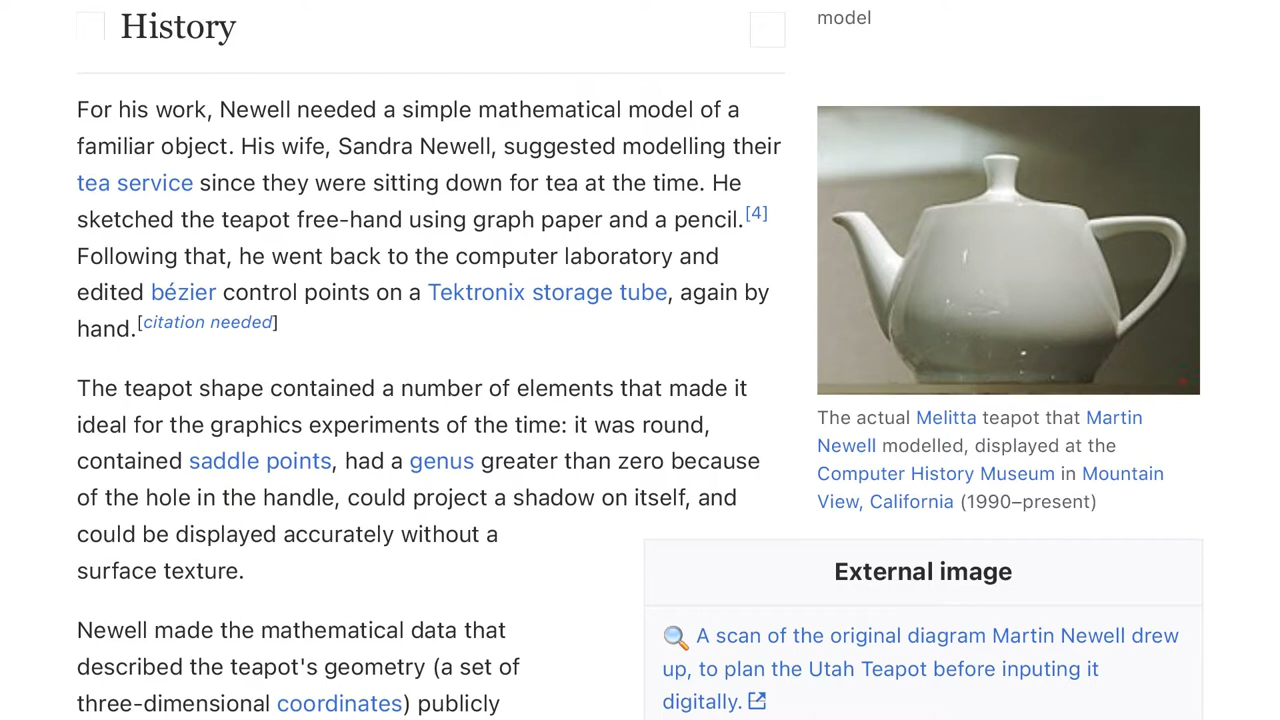 History
For his work, Newell needed a simple mathematical model of a
familiar object. His wife, Sandra Newell, suggested modelling their
tea service since they were sitting down for tea at the time. He
sketched the teapot free-hand using graph paper and a pencil.[4]
Following that, he went back to the computer laboratory and
edited bézier control points on a Tektronix storage tube, again by
hand.[citation needed]
The teapot shape contained a number of elements that made it
ideal for the graphics experiments of the time: it was round,
contained saddle points, had a genus greater than zero because
of the hole in the handle, could project a shadow on itself, and
could be displayed accurately without a
surface texture.
Newell made the mathematical data that
described the teapot's geometry (a set of
three-dimensional coordinates) publicly
model
The actual Melitta teapot that Martin
Newell modelled, displayed at the
Computer History Museum in Mountain
View, California (1990–present)
External image
A scan of the original diagram Martin Newell drew
up, to plan the Utah Teapot before inputing it
digitally.